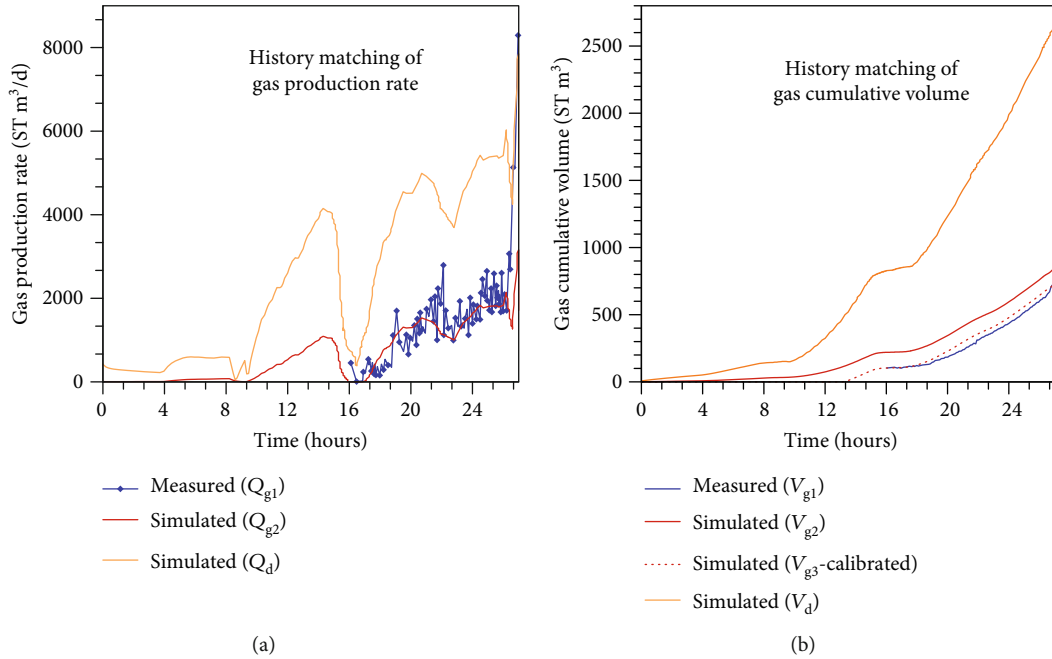 History matching of
gas production rate
Gas production rate (ST m³/d)
8000
6000
4000
2000
0
0 4 8 12 16 20 24
Time (hours)
Measured (Qg1)
Simulated (Qg2)
Simulated (Qd)
(a)
History matching of
gas cumulative volume
Gas cumulative volume (ST m³)
2500
2000
1500
1000
500
0
0 4 8 12 16 20 24
Time (hours)
Measured (Vg1)
Simulated (Vg2)
Simulated (Vg3-calibrated)
Simulated (Vd)
(b)